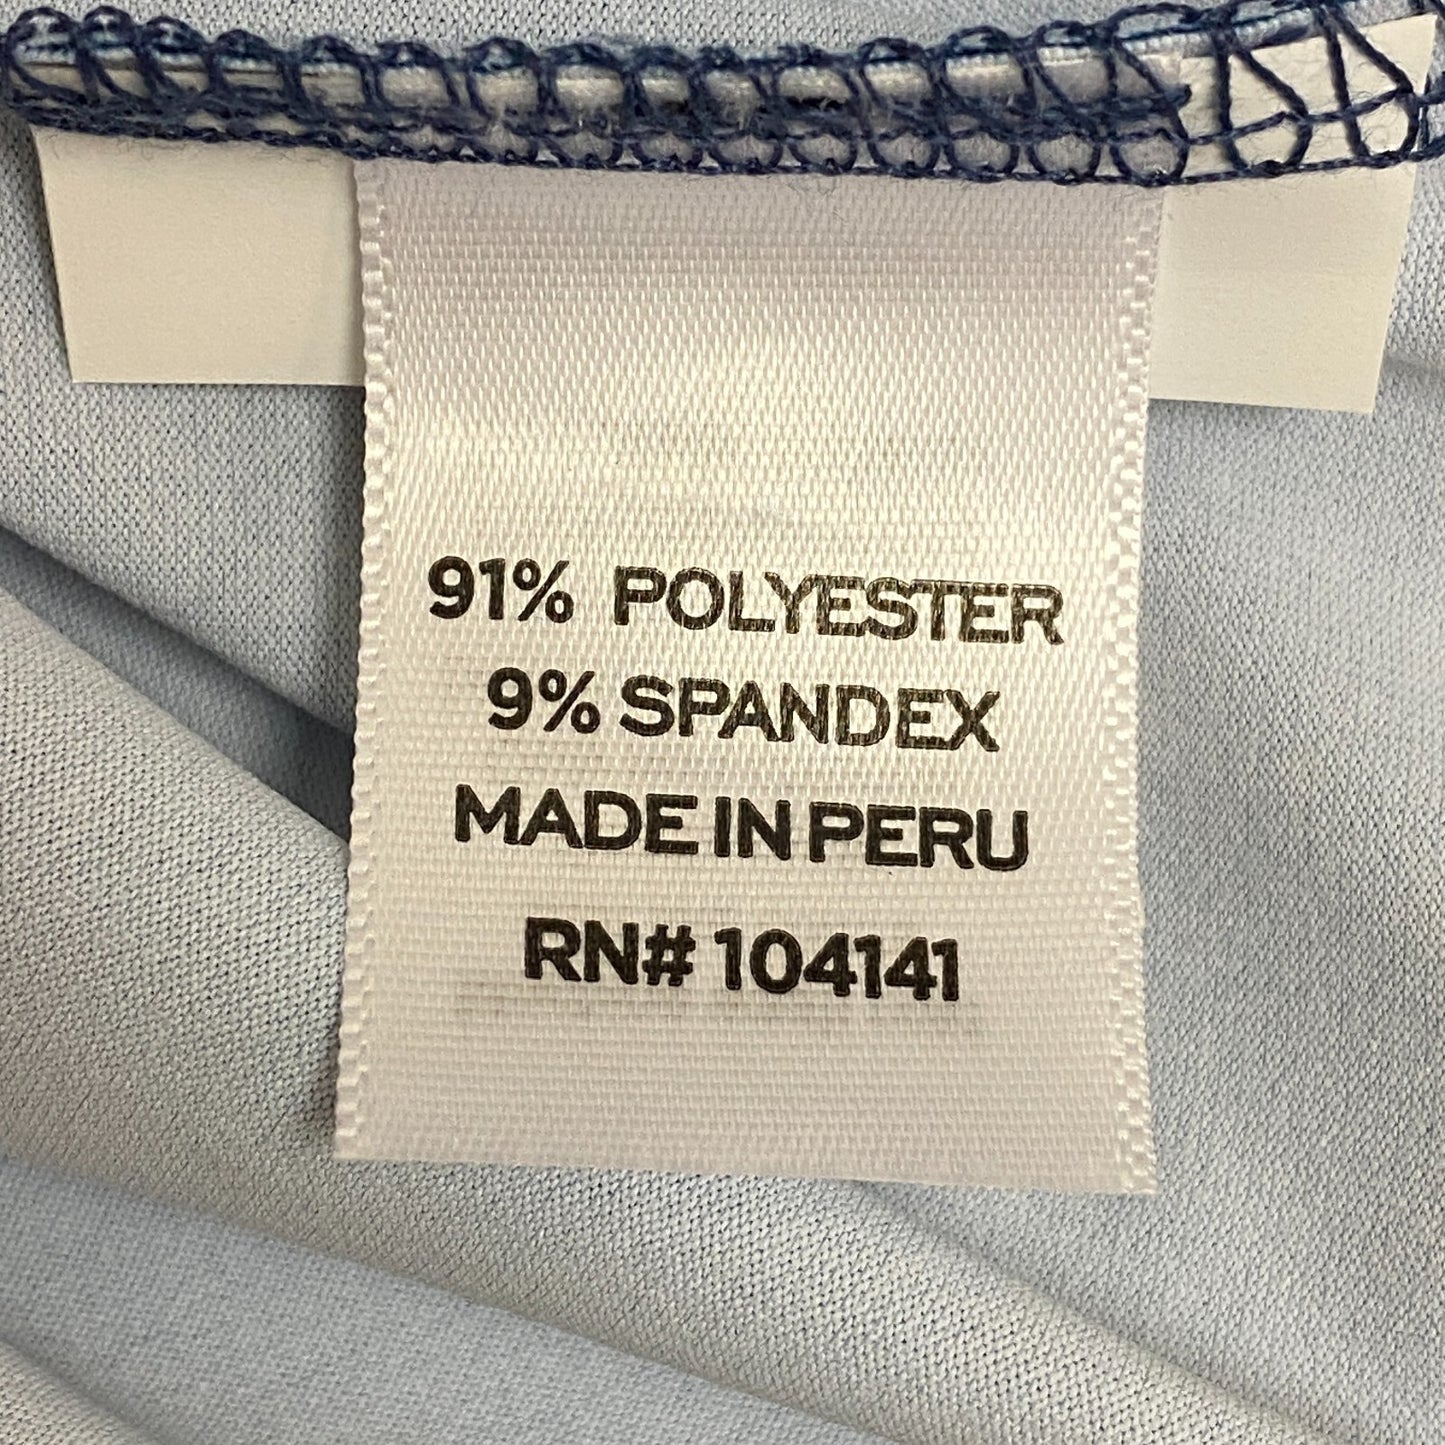 91% POLYESTER
9% SPANDEX
MADE IN PERU
RN# 104141